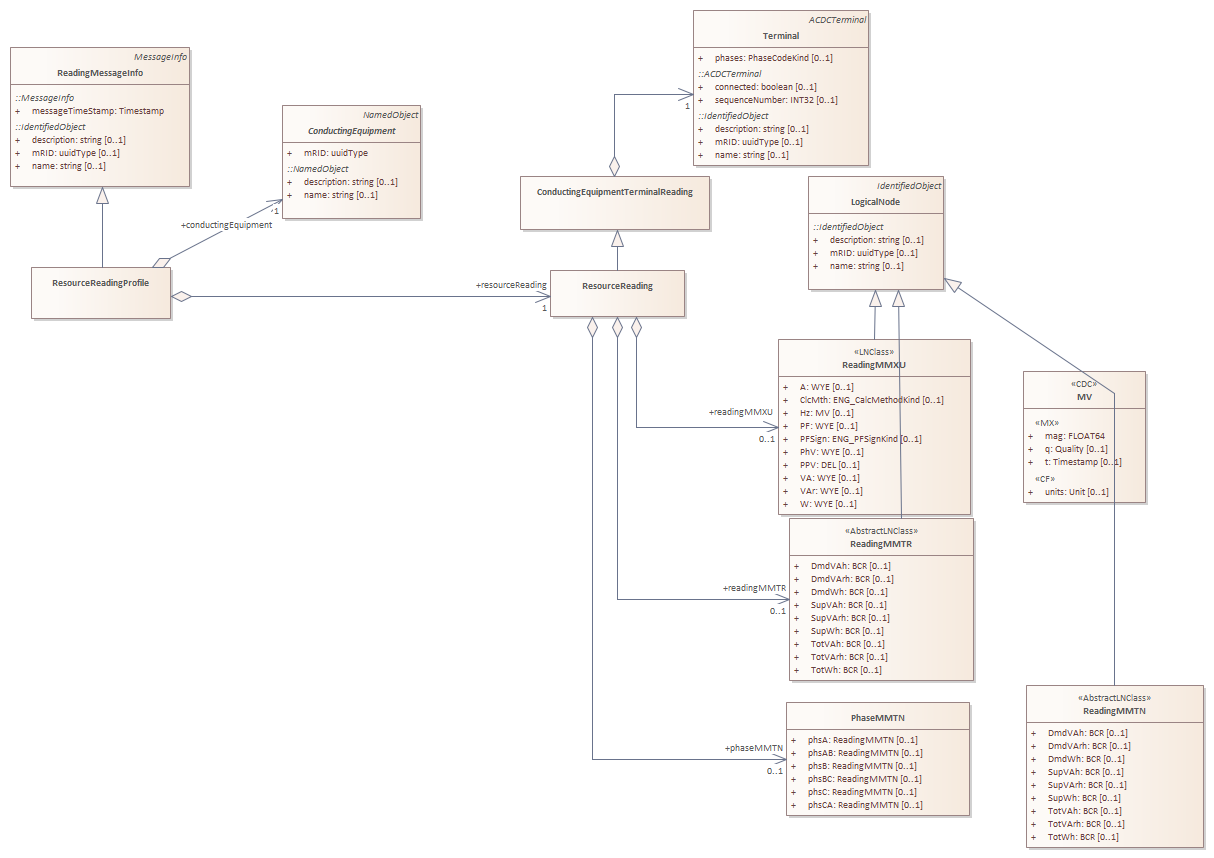 MessageInfo
ReadingMessageInfo
::MessageInfo
+ messageTimeStamp: Timestamp
::IdentifiedObject
+ description: string [0..1]
+ mRID: uuidType [0..1]
+ name: string [0..1]
NamedObject
ConductingEquipment
+ mRID: uuidType
::NamedObject
+ description: string [0..1]
+ name: string [0..1]
ACDCTerminal
Terminal
+ phases: PhaseCodeKind [0..1]
::ACDCTerminal
+ connected: boolean [0..1]
+ sequenceNumber: INT32 [0..1]
::IdentifiedObject
+ description: string [0..1]
+ mRID: uuidType [0..1]
+ name: string [0..1]
1
ConductingEquipmentTerminalReading
IdentifiedObject
LogicalNode
::IdentifiedObject
+ description: string [0..1]
+ mRID: uuidType [0..1]
+ name: string [0..1]
1
+conductingEquipment
ResourceReadingProfile
+resourceReading
1
ResourceReading
«LNClass»
ReadingMMXU
+ A: WYE [0..1]
+ ClcMth: ENG_CalcMethodKind [0..1]
+ Hz: MV [0..1]
+ PF: WYE [0..1]
+ PFSign: ENG_PFSignKind [0..1]
+ PhV: WYE [0..1]
+ PPV: DEL [0..1]
+ VA: WYE [0..1]
+ VAr: WYE [0..1]
+ W: WYE [0..1]
+readingMMXU
0..1
«CDC»
MV
«MX»
+ mag: FLOAT64
+ q: Quality [0..1]
+ t: Timestamp [0..1]
«CF»
+ units: Unit [0..1]
«AbstractLNClass»
ReadingMMTR
+ DmdVAh: BCR [0..1]
+ DmdVArh: BCR [0..1]
+ DmdWh: BCR [0..1]
+ SupVAh: BCR [0..1]
+ SupVArh: BCR [0..1]
+ SupWh: BCR [0..1]
+ TotVAh: BCR [0..1]
+ TotVArh: BCR [0..1]
+ TotWh: BCR [0..1]
+readingMMTR
0..1
PhaseMMTN
+ phsA: ReadingMMTN [0..1]
+ phsAB: ReadingMMTN [0..1]
+ phsB: ReadingMMTN [0..1]
+ phsBC: ReadingMMTN [0..1]
+ phsC: ReadingMMTN [0..1]
+ phsCA: ReadingMMTN [0..1]
+phaseMMTN
0..1
«AbstractLNClass»
ReadingMMTN
+ DmdVAh: BCR [0..1]
+ DmdVArh: BCR [0..1]
+ DmdWh: BCR [0..1]
+ SupVAh: BCR [0..1]
+ SupVArh: BCR [0..1]
+ SupWh: BCR [0..1]
+ TotVAh: BCR [0..1]
+ TotVArh: BCR [0..1]
+ TotWh: BCR [0..1]